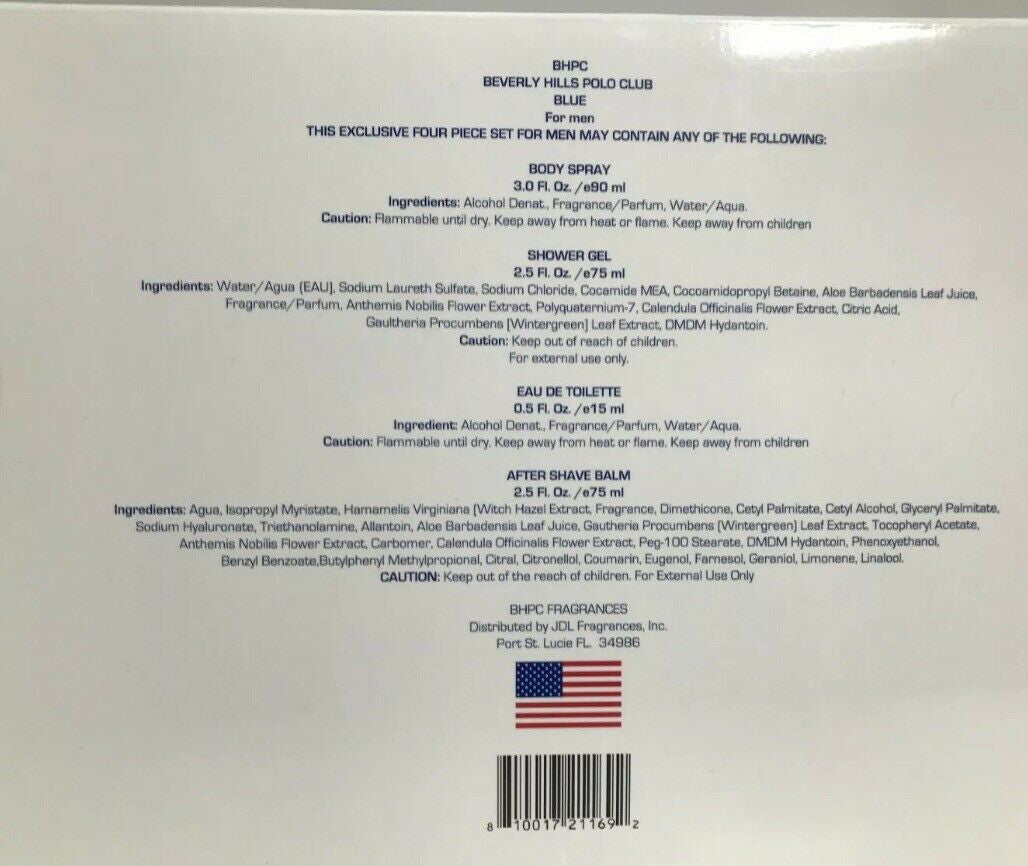 BHPC
BEVERLY HILLS POLO CLUB
BLUE
For men
THIS EXCLUSIVE FOUR PIECE SET FOR MEN MAY CONTAIN ANY OF THE FOLLOWING:
BODY SPRAY
3.0 Fl. Oz. /e90 ml
Ingredients: Alcohol Denat., Fragrance/Parfum, Water/Aqua.
Caution: Flammable until dry. Keep away from heat or flame. Keep away from children
SHOWER GEL
2.5 Fl. Oz. /e75 ml
Ingredients: Water/Agua (EAU), Sodium Laureth Sulfate, Sodium Chloride, Cocamide MEA, Cocoamidopropyl Betaine, Aloe Barbadensis Leaf Juice,
Fragrance/Parfum, Anthemis Nobilis Flower Extract, Polyquaternium-7, Calendula Officinalis Flower Extract, Citric Acid,
Gaultheria Procumbens (Wintergreen) Leaf Extract, DMDM Hydantoin.
Caution: Keep out of reach of children.
For external use only.
EAU DE TOILETTE
0.5 Fl. Oz. /e15 ml
Ingredient: Alcohol Denat., Fragrance/Parfum, Water/Aqua.
Caution: Flammable until dry. Keep away from heat or flame. Keep away from children
AFTER SHAVE BALM
2.5 Fl. Oz. /e75 ml
Ingredients: Agua, Isopropyl Myristate, Hamamelis Virginiana (Witch Hazel Extract, Fragrance, Dimethicone, Cetyl Palmitate, Cetyl Alcohol, Glyceryl Palmitate,
Sodium Hyaluronate, Triethanolamine, Allantoin, Aloe Barbadensis Leaf Juice, Gautheria Procumbens (Wintergreen) Leaf Extract, Tocopheryl Acetate,
Anthemis Nobilis Flower Extract, Carbomer, Calendula Officinalis Flower Extract, Peg-100 Stearate, DMDM Hydantoin, Phenoxyethanol,
Benzyl Benzoate,Butylphenyl Methylpropional, Citral, Citronellol, Coumarin, Eugenol, Farnesol, Geraniol, Limonene, Linalool.
CAUTION: Keep out of the reach of children. For External Use Only
BHPC FRAGRANCES
Distributed by JDL Fragrances, Inc.
Port St. Lucie FL. 34986
8 10017 21169 2